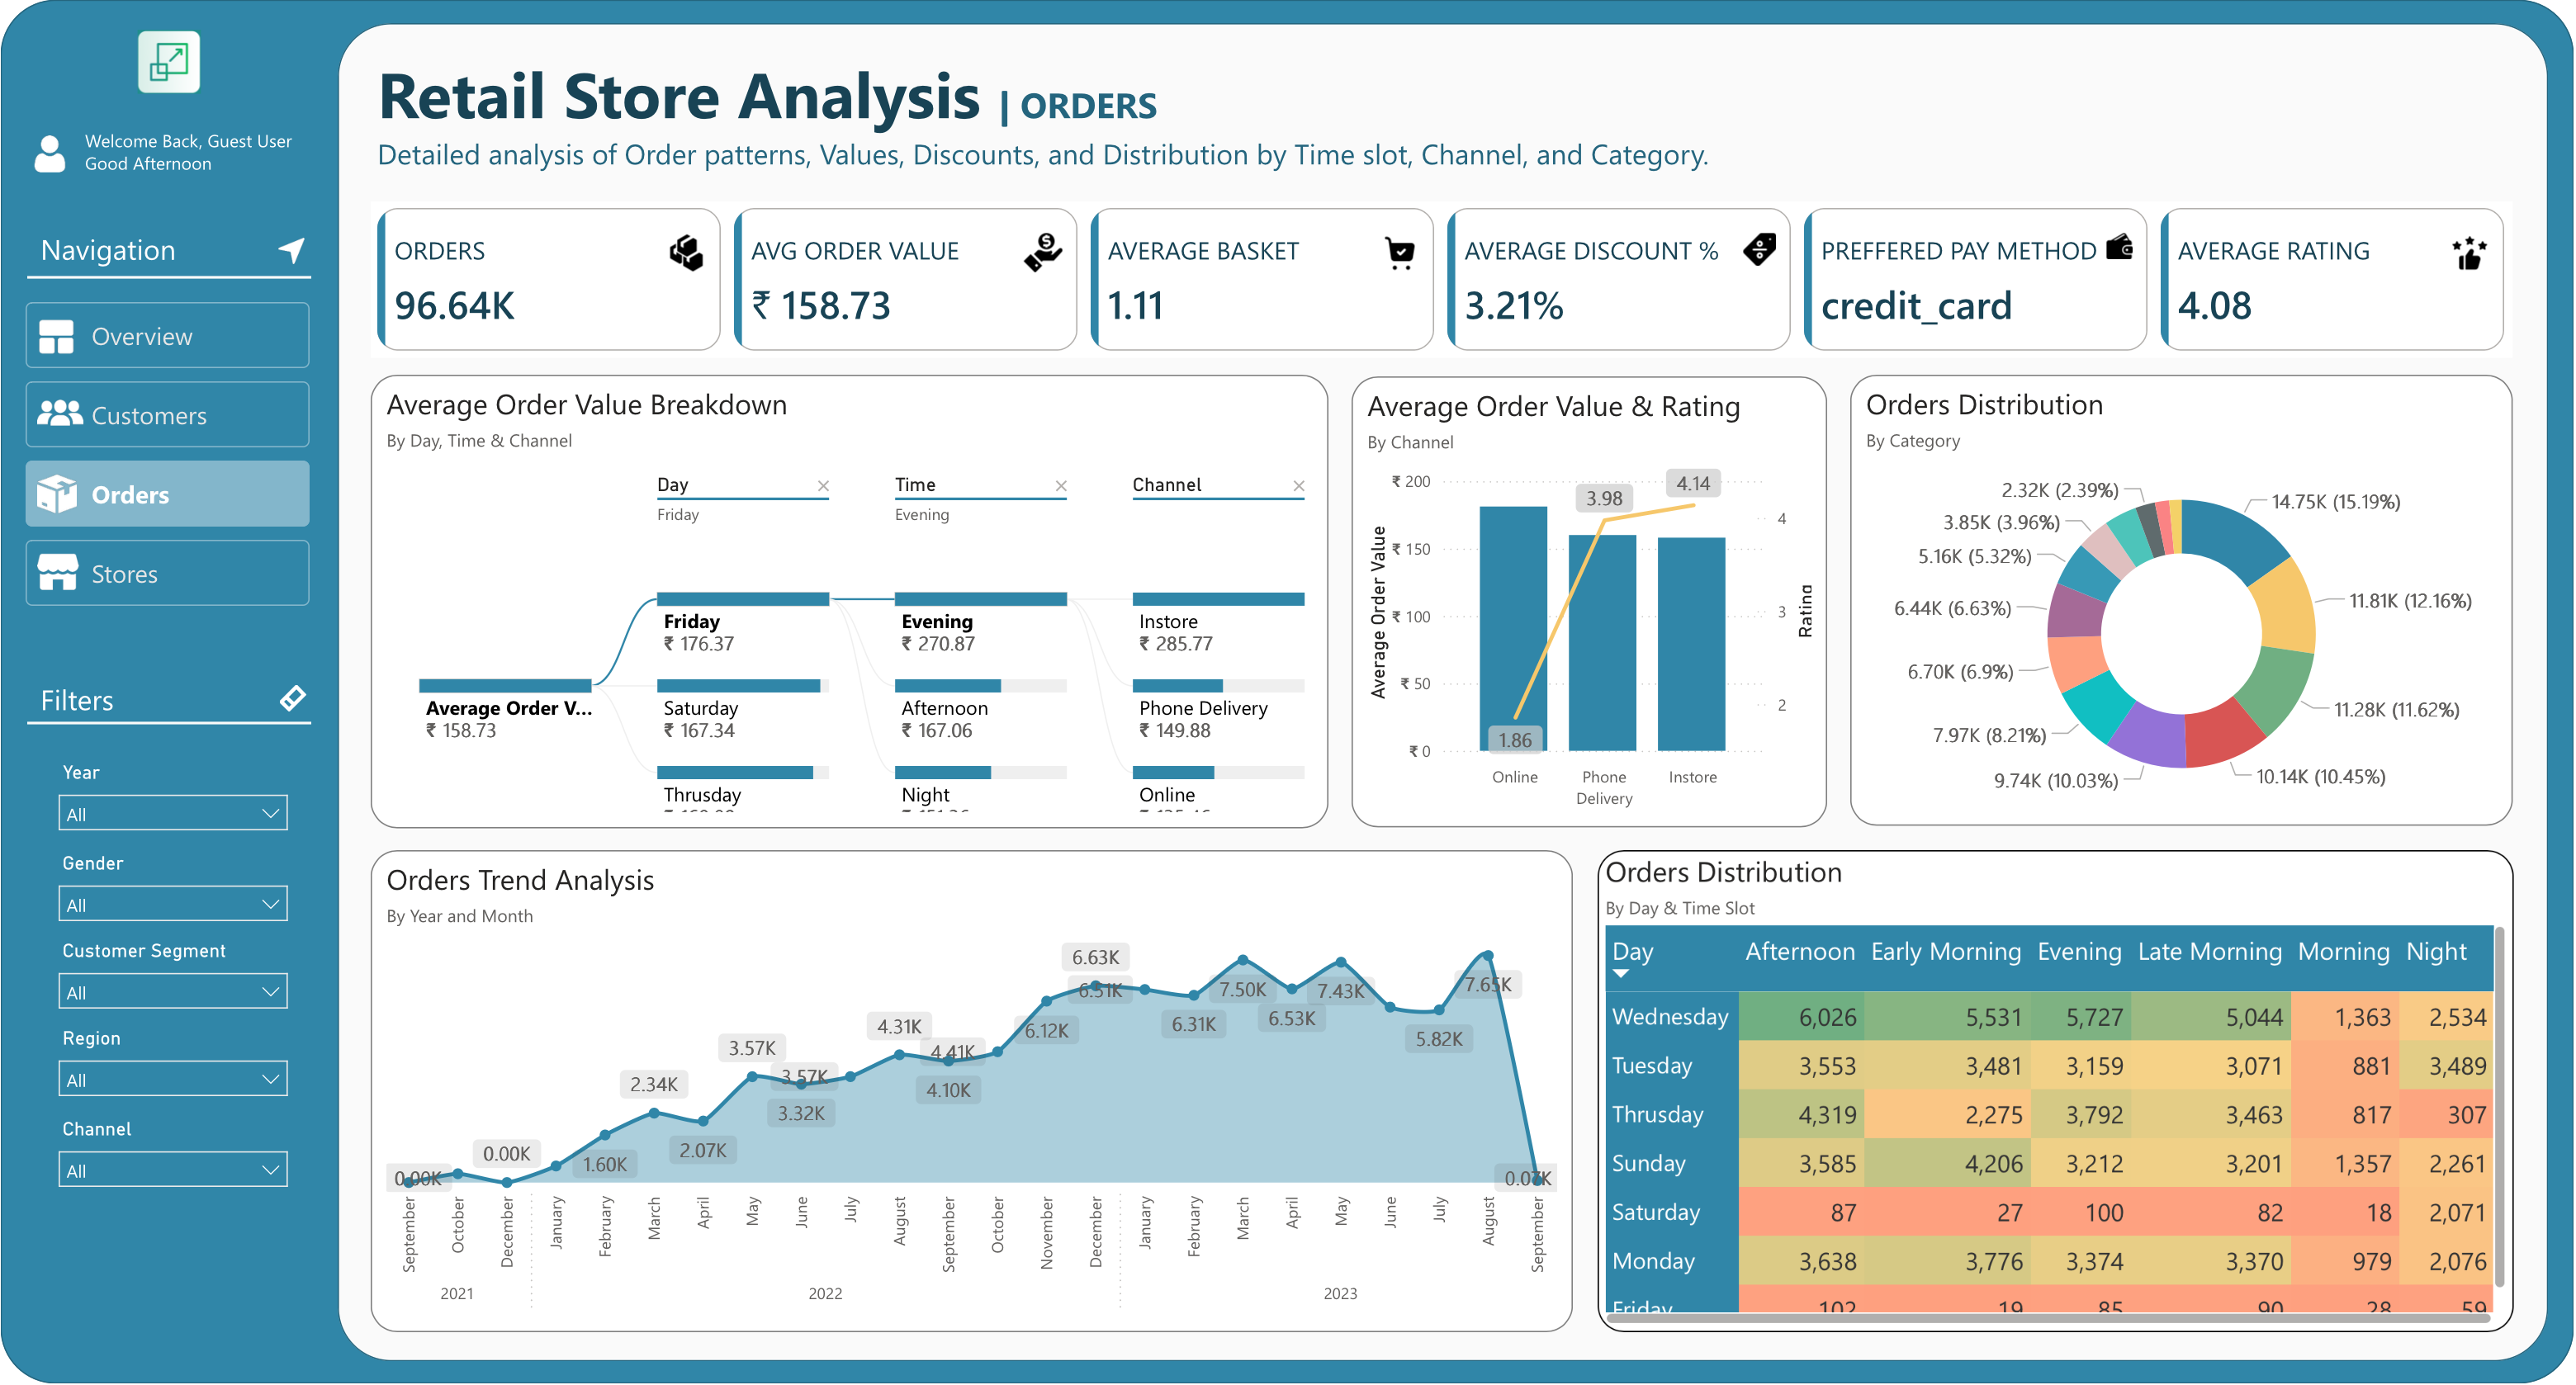 Welcome Back, Guest User
Good Afternoon
Navigation
Overview
Customers
Orders
Stores
Filters
Year
All
Gender
All
Customer Segment
All
Region
All
Channel
All
Retail Store Analysis | ORDERS
Detailed analysis of Order patterns, Values, Discounts, and Distribution by Time slot, Channel, and Category.
ORDERS
96.64K
AVG ORDER VALUE
₹ 158.73
AVERAGE BASKET
1.11
AVERAGE DISCOUNT %
3.21%
PREFFERED PAY METHOD
credit_card
AVERAGE RATING
4.08
Average Order Value Breakdown
By Day, Time & Channel
Day
Friday
Time
Evening
Channel
Average Order V...
₹ 158.73
Friday
₹ 176.37
Saturday
₹ 167.34
Thrusday
Evening
₹ 270.87
Afternoon
₹ 167.06
Night
Instore
₹ 285.77
Phone Delivery
₹ 149.88
Online
Average Order Value & Rating
By Channel
Average Order Value
₹ 200
₹ 150
₹ 100
₹ 50
₹ 0
1.86
3.98
4.14
4
3
2
Rating
Online
Phone
Delivery
Instore
Orders Distribution
By Category
14.75K (15.19%)
11.81K (12.16%)
11.28K (11.62%)
10.14K (10.45%)
9.74K (10.03%)
7.97K (8.21%)
6.70K (6.9%)
6.44K (6.63%)
5.16K (5.32%)
3.85K (3.96%)
2.32K (2.39%)
Orders Trend Analysis
By Year and Month
0.00K
0.00K
1.60K
2.34K
2.07K
3.57K
3.32K
3.57K
4.31K
4.10K
4.41K
6.12K
6.63K
6.51K
6.31K
7.50K
6.53K
7.43K
5.82K
7.65K
0.07K
September
October
December
January
February
March
April
May
June
July
August
September
October
November
December
January
February
March
April
May
June
July
August
September
2021
2022
2023
Orders Distribution
By Day & Time Slot
Day Afternoon Early Morning Evening Late Morning Morning Night
Wednesday 6,026 5,531 5,727 5,044 1,363 2,534
Tuesday 3,553 3,481 3,159 3,071 881 3,489
Thrusday 4,319 2,275 3,792 3,463 817 307
Sunday 3,585 4,206 3,212 3,201 1,357 2,261
Saturday 87 27 100 82 18 2,071
Monday 3,638 3,776 3,374 3,370 979 2,076
Friday 102 19 85 90 28 59